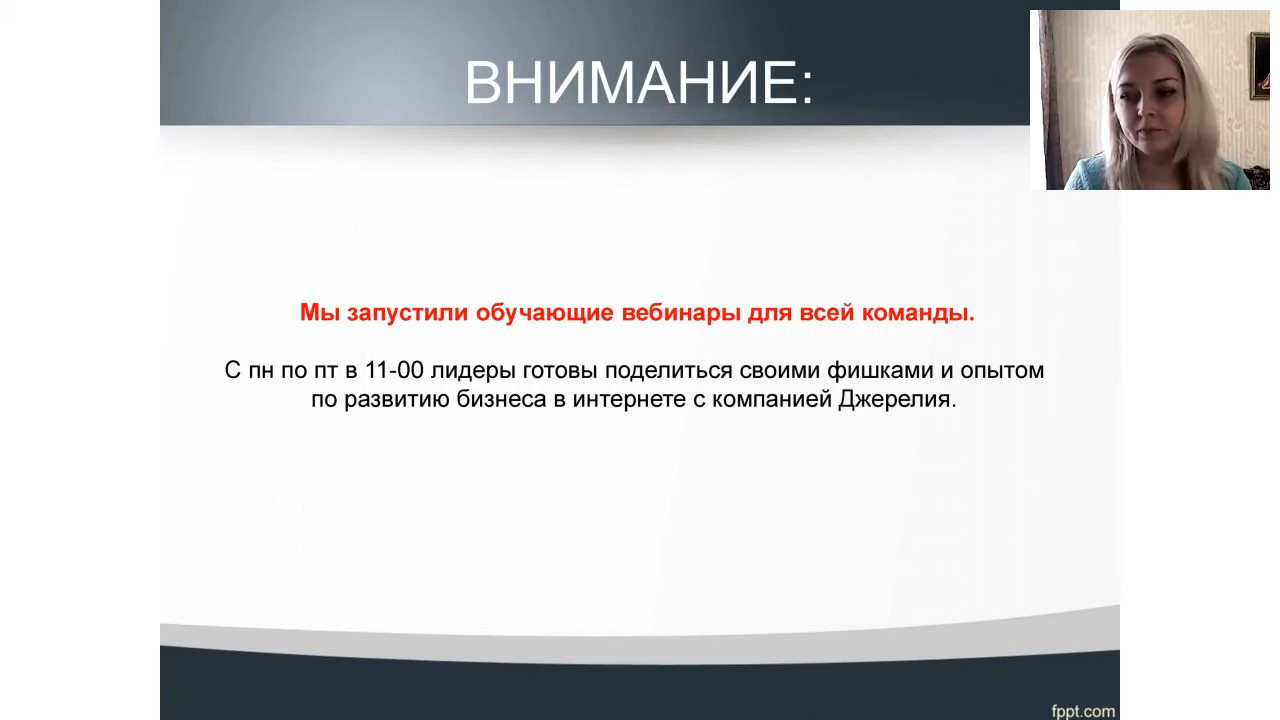 ВНИМАНИЕ:
Мы запустили обучающие вебинары для всей команды.
С пн по пт в 11-00 лидеры готовы поделиться своими фишками и опытом
по развитию бизнеса в интернете с компанией Джерелия.
fppt.com